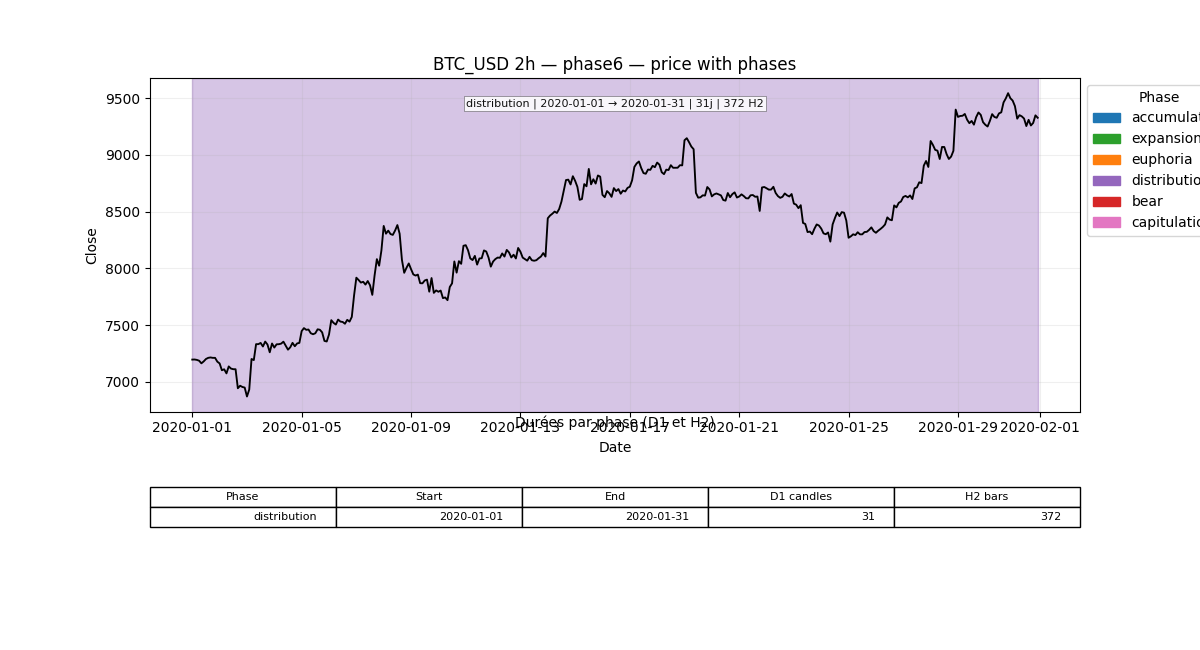 BTC_USD 2h — phase6 — price with phases
distribution | 2020-01-01 → 2020-01-31 | 31j | 372 H2
9500
9000
8500
8000
7500
7000
Close
Phase
accumulat
expansion
euphoria
distributio
bear
capitulatio
2020-01-01 2020-01-05 2020-01-09 2020-01-13 2020-01-17 2020-01-21 2020-01-25 2020-01-29 2020-02-01
Durées par phase (D1 et H2)
Date
Phase Start End D1 candles H2 bars
distribution 2020-01-01 2020-01-31 31 372